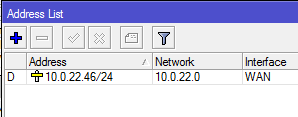 Address List
Address Network Interface
D 10.0.22.46/24 10.0.22.0 WAN